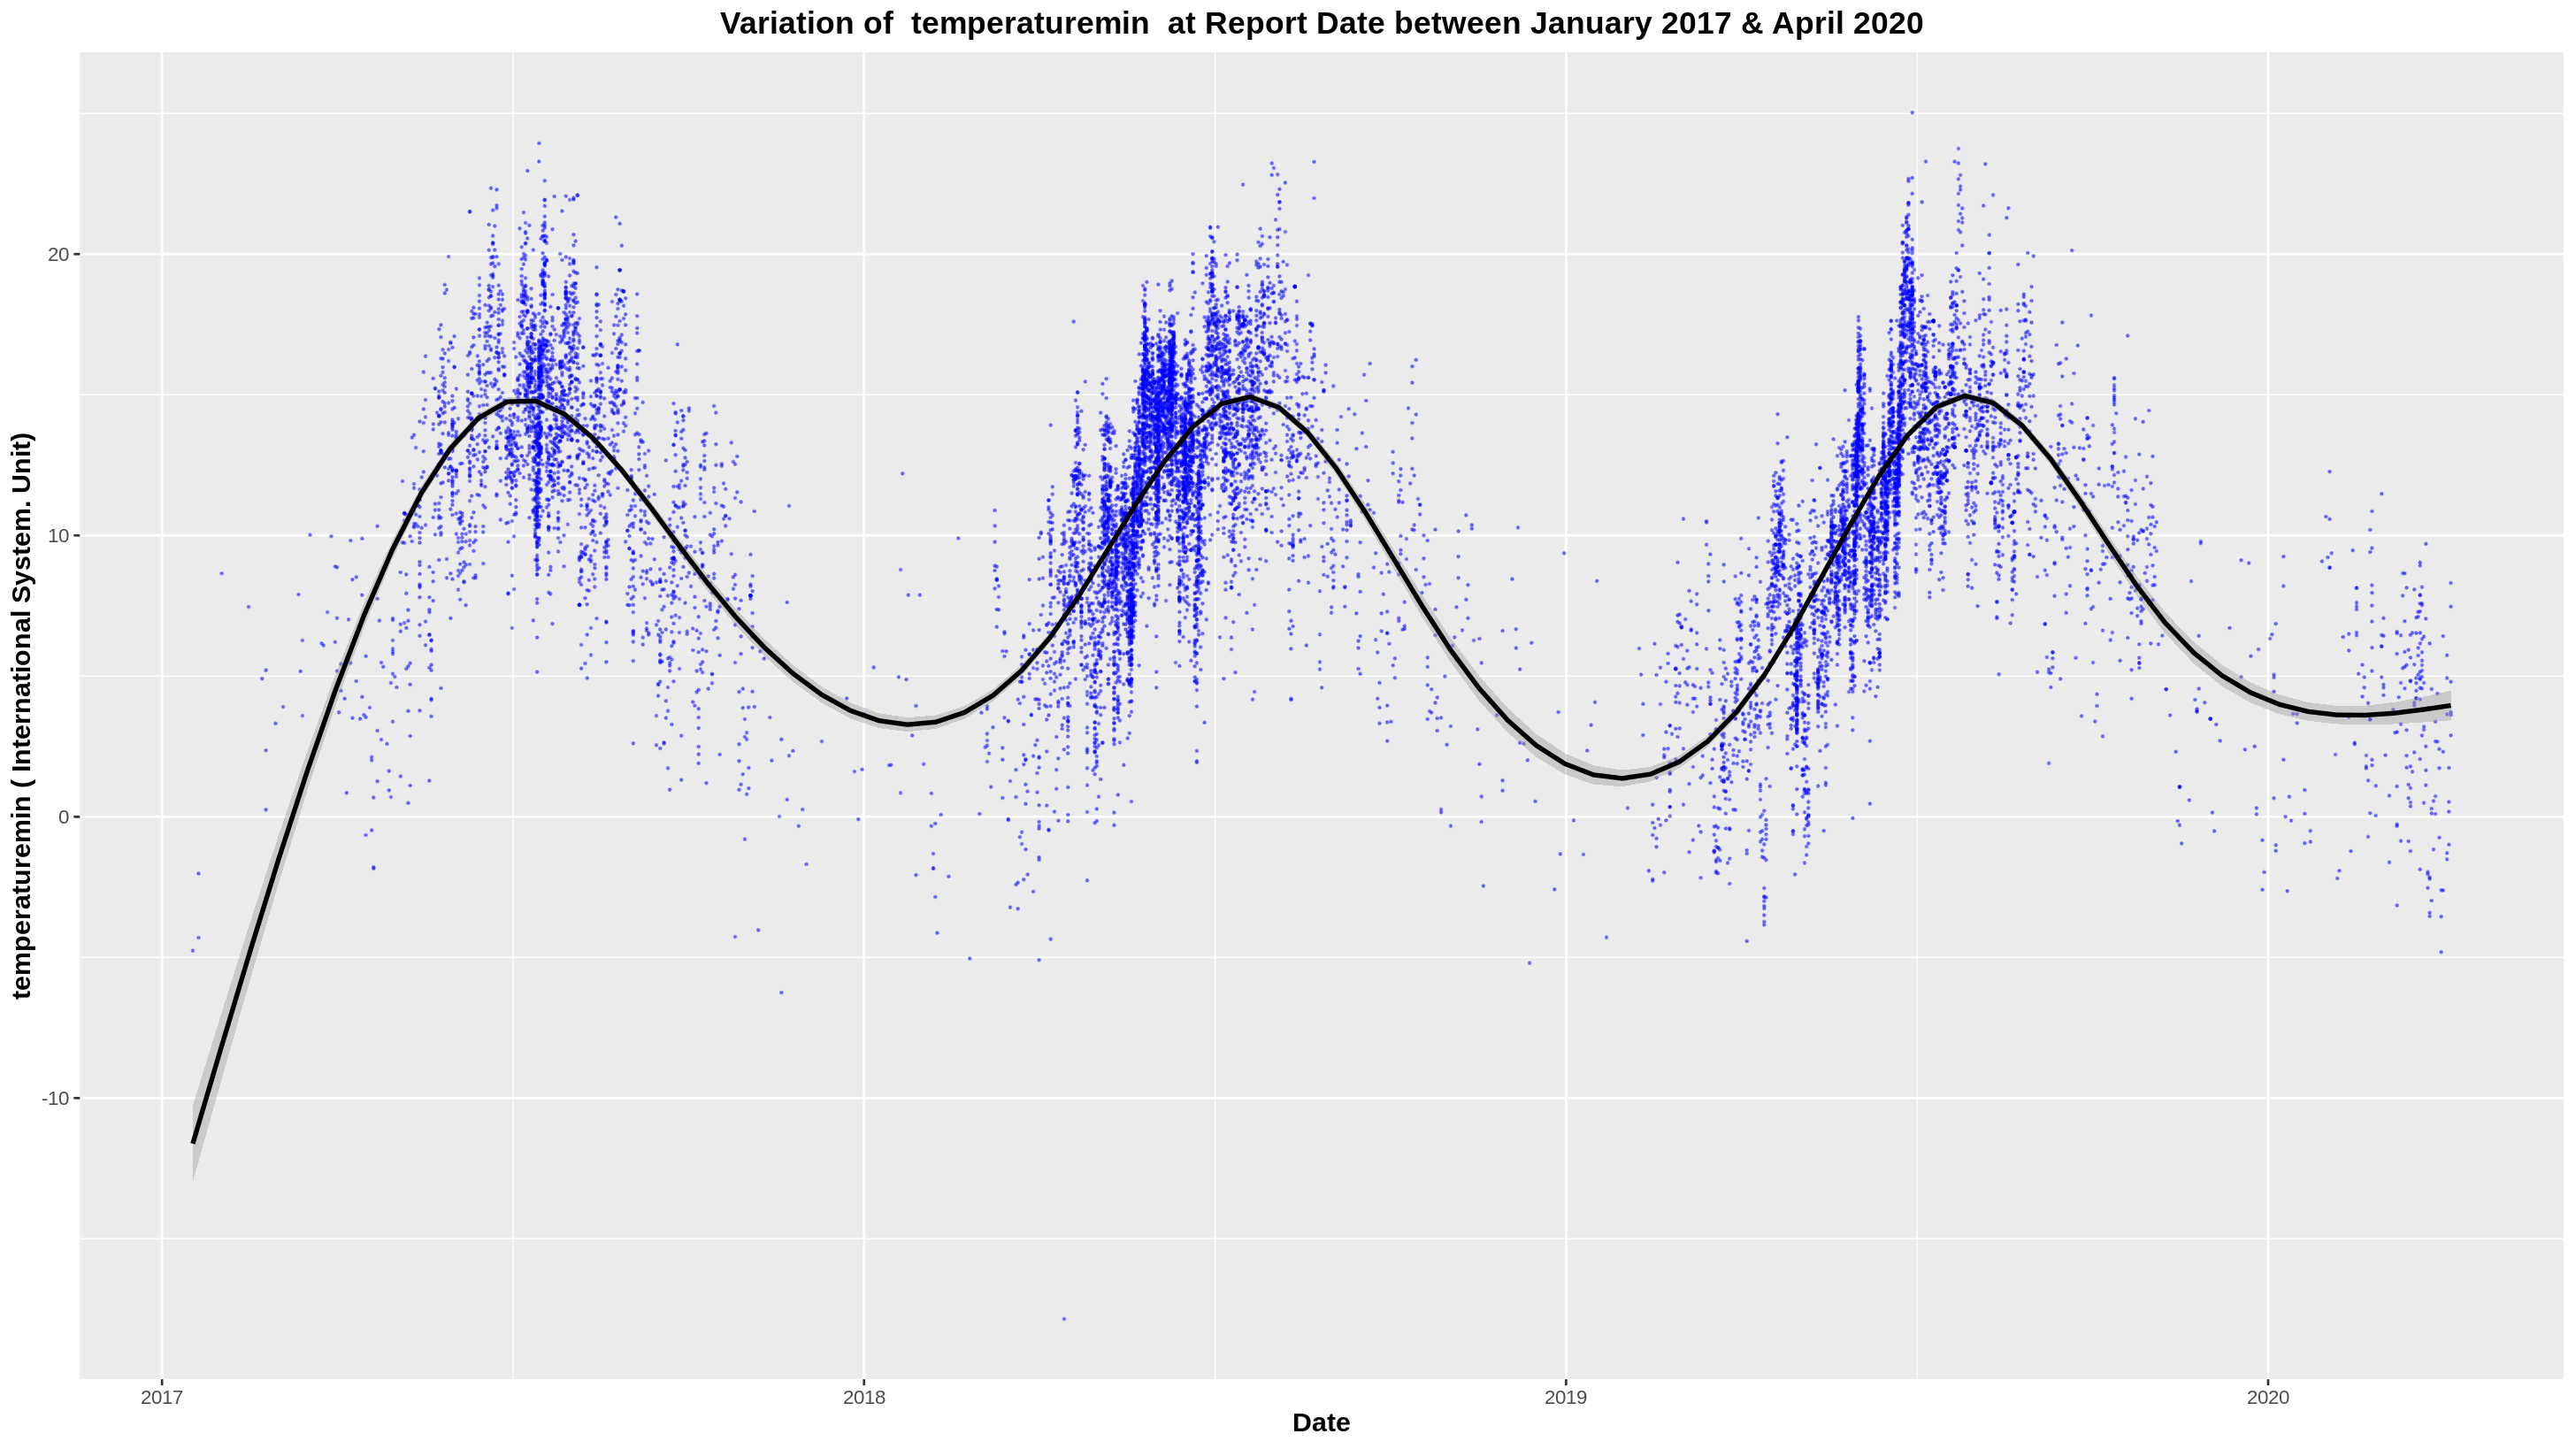 Variation of  temperaturemin  at Report Date between January 2017 & April 2020
temperaturemin ( International System. Unit)
20
10
0
-10
2017
2018
2019
2020
Date